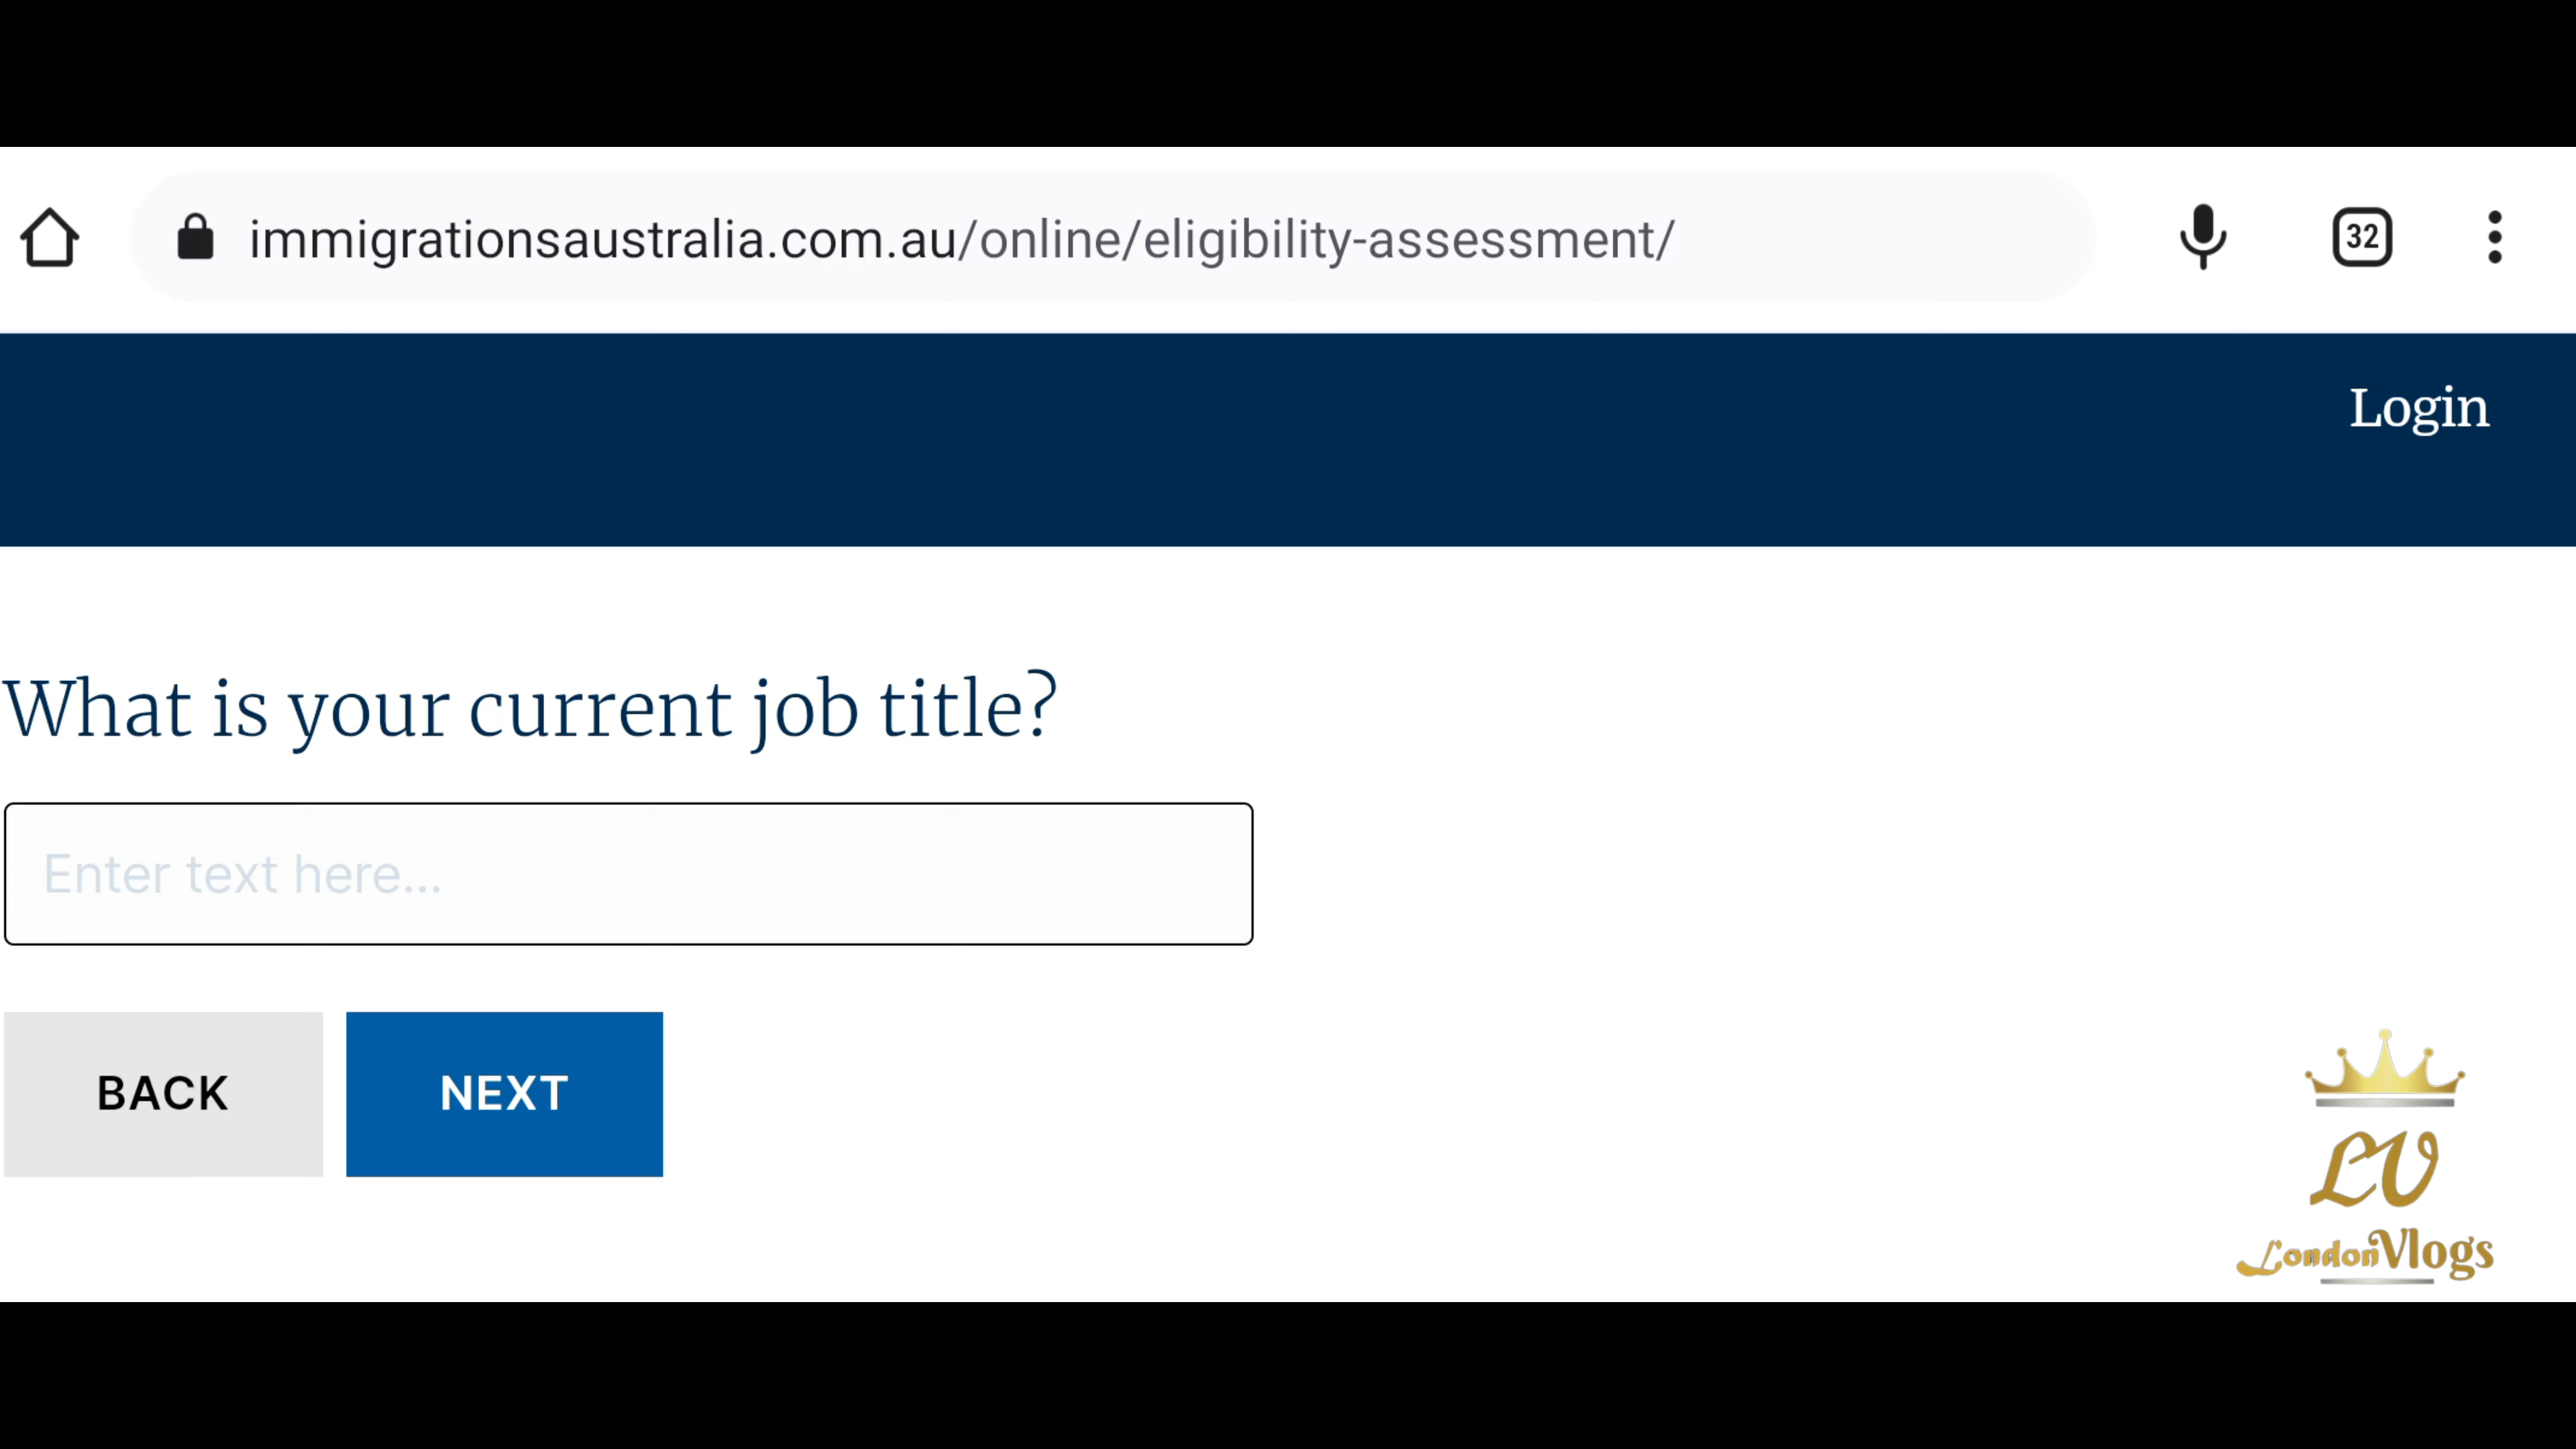 immigrationsaustralia.com.au/online/eligibility-assessment/
32
Login
What is your current job title?
Enter text here...
BACK
NEXT
LV
LondonVlogs